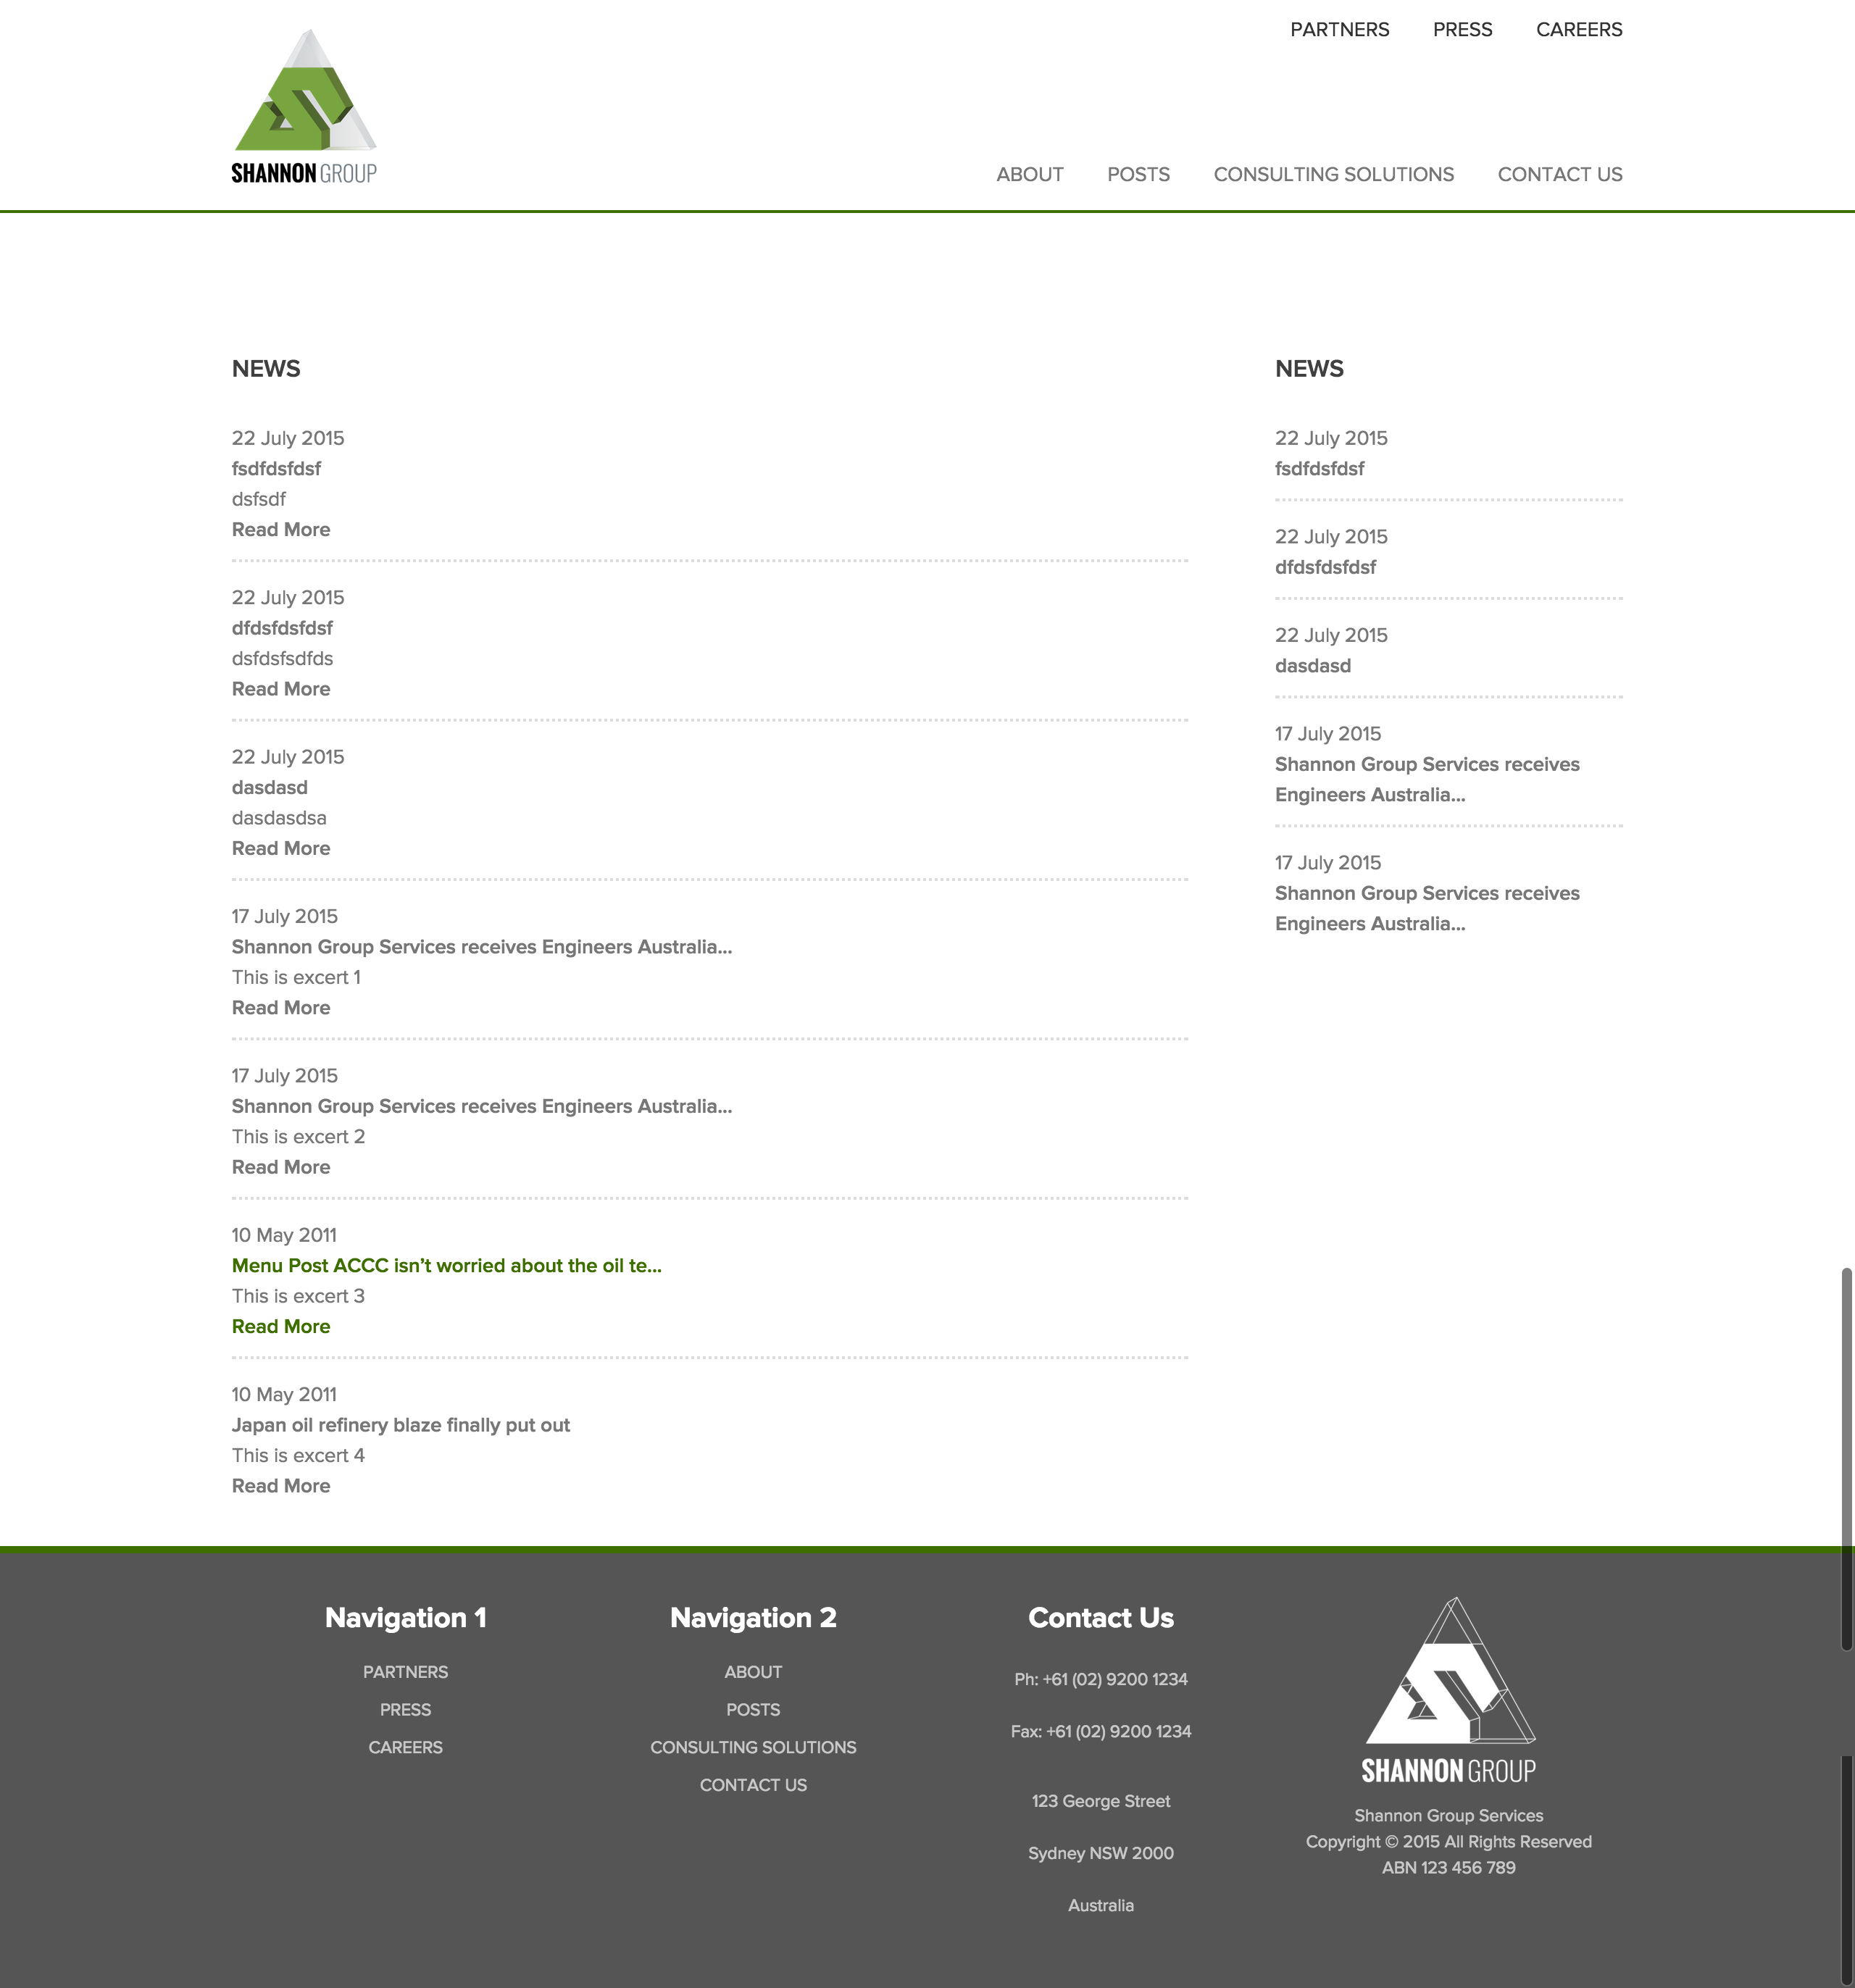 PARTNERS PRESS CAREERS
SHANNON GROUP
ABOUT POSTS CONSULTING SOLUTIONS CONTACT US
NEWS
22 July 2015
fsdfdsfdsf
dsfsdf
Read More
22 July 2015
dfdsfdsfdsf
dsfdsfsdfds
Read More
22 July 2015
dasdasd
dasdasdsa
Read More
17 July 2015
Shannon Group Services receives Engineers Australia...
This is excert 1
Read More
17 July 2015
Shannon Group Services receives Engineers Australia...
This is excert 2
Read More
10 May 2011
Menu Post ACCC isn’t worried about the oil te...
This is excert 3
Read More
10 May 2011
Japan oil refinery blaze finally put out
This is excert 4
Read More
NEWS
22 July 2015
fsdfdsfdsf
22 July 2015
dfdsfdsfdsf
22 July 2015
dasdasd
17 July 2015
Shannon Group Services receives
Engineers Australia...
17 July 2015
Shannon Group Services receives
Engineers Australia...
Navigation 1
PARTNERS
PRESS
CAREERS
Navigation 2
ABOUT
POSTS
CONSULTING SOLUTIONS
CONTACT US
Contact Us
Ph: +61 (02) 9200 1234
Fax: +61 (02) 9200 1234
123 George Street
Sydney NSW 2000
Australia
SHANNON GROUP
Shannon Group Services
Copyright © 2015 All Rights Reserved
ABN 123 456 789